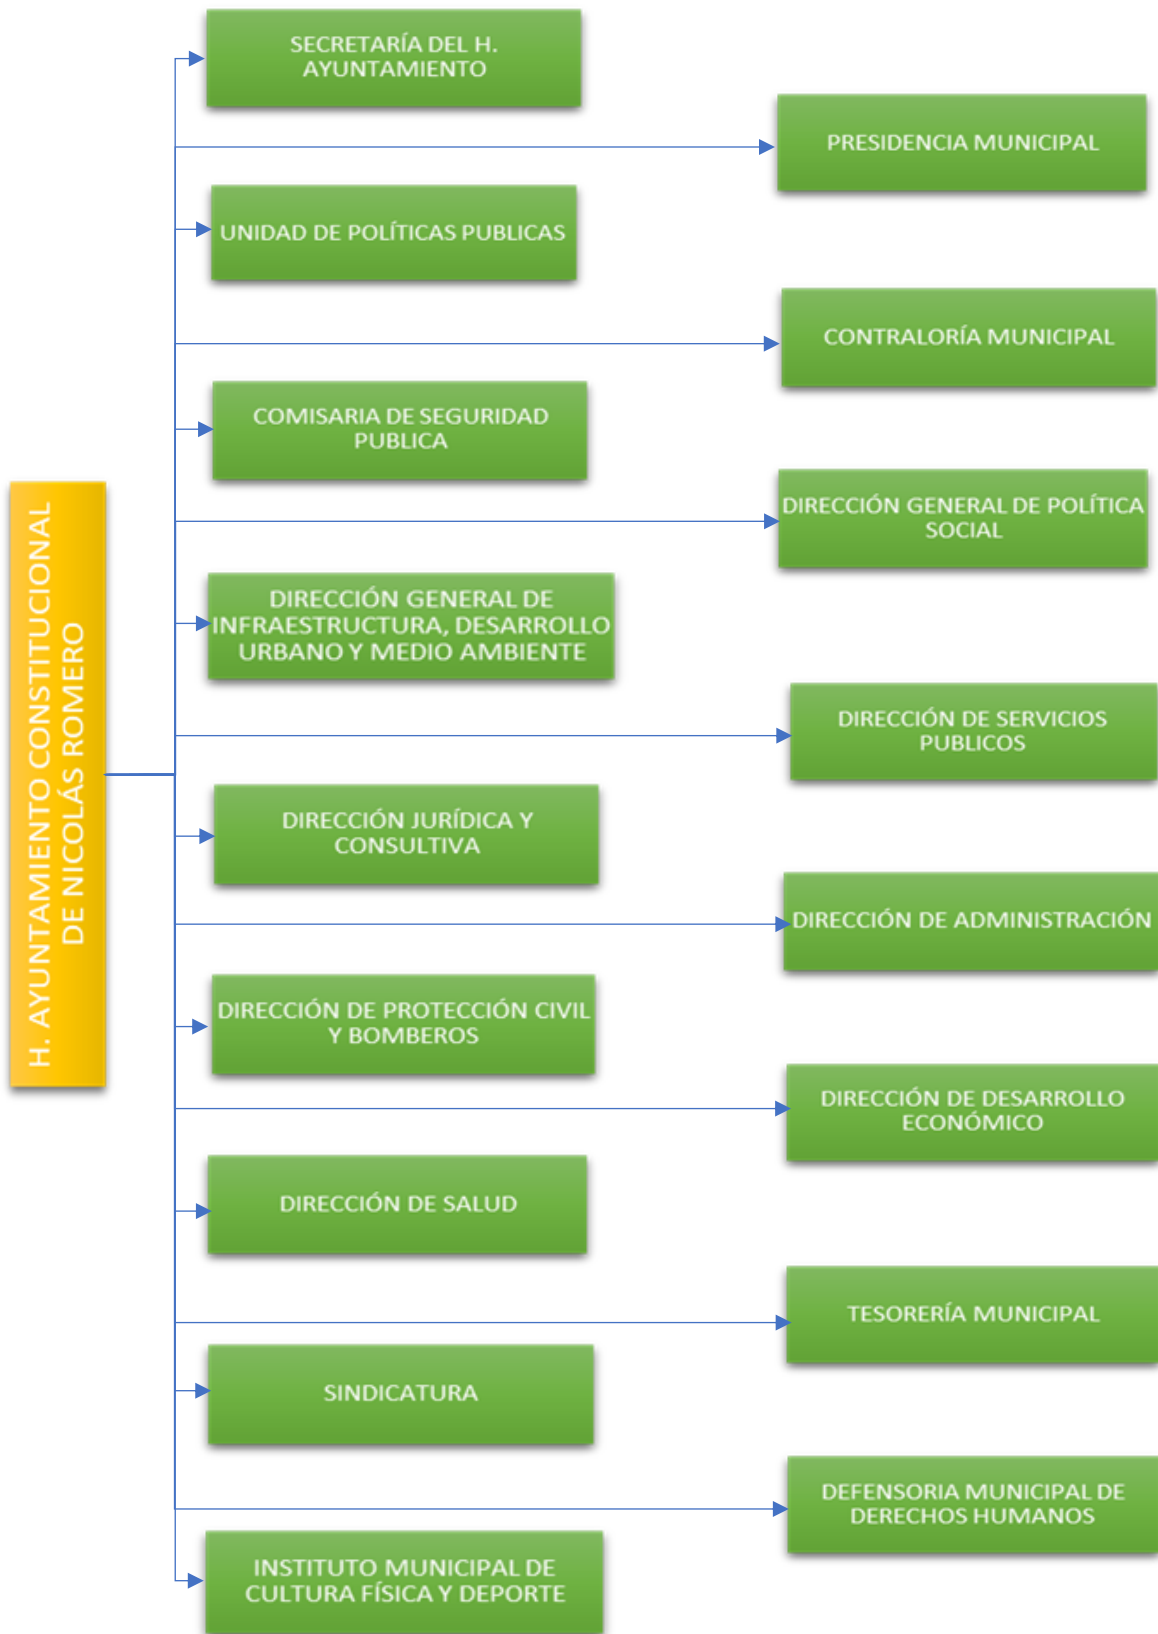 H. AYUNTAMIENTO CONSTITUCIONAL
DE NICOLÁS ROMERO
SECRETARÍA DEL H.
AYUNTAMIENTO
PRESIDENCIA MUNICIPAL
UNIDAD DE POLÍTICAS PUBLICAS
CONTRALORÍA MUNICIPAL
COMISARIA DE SEGURIDAD
PUBLICA
DIRECCIÓN GENERAL DE POLÍTICA
SOCIAL
DIRECCIÓN GENERAL DE
INFRAESTRUCTURA, DESARROLLO
URBANO Y MEDIO AMBIENTE
DIRECCIÓN DE SERVICIOS
PUBLICOS
DIRECCIÓN JURÍDICA Y
CONSULTIVA
DIRECCIÓN DE ADMINISTRACIÓN
DIRECCIÓN DE PROTECCIÓN CIVIL
Y BOMBEROS
DIRECCIÓN DE DESARROLLO
ECONÓMICO
DIRECCIÓN DE SALUD
TESORERÍA MUNICIPAL
SINDICATURA
DEFENSORIA MUNICIPAL DE
DERECHOS HUMANOS
INSTITUTO MUNICIPAL DE
CULTURA FÍSICA Y DEPORTE